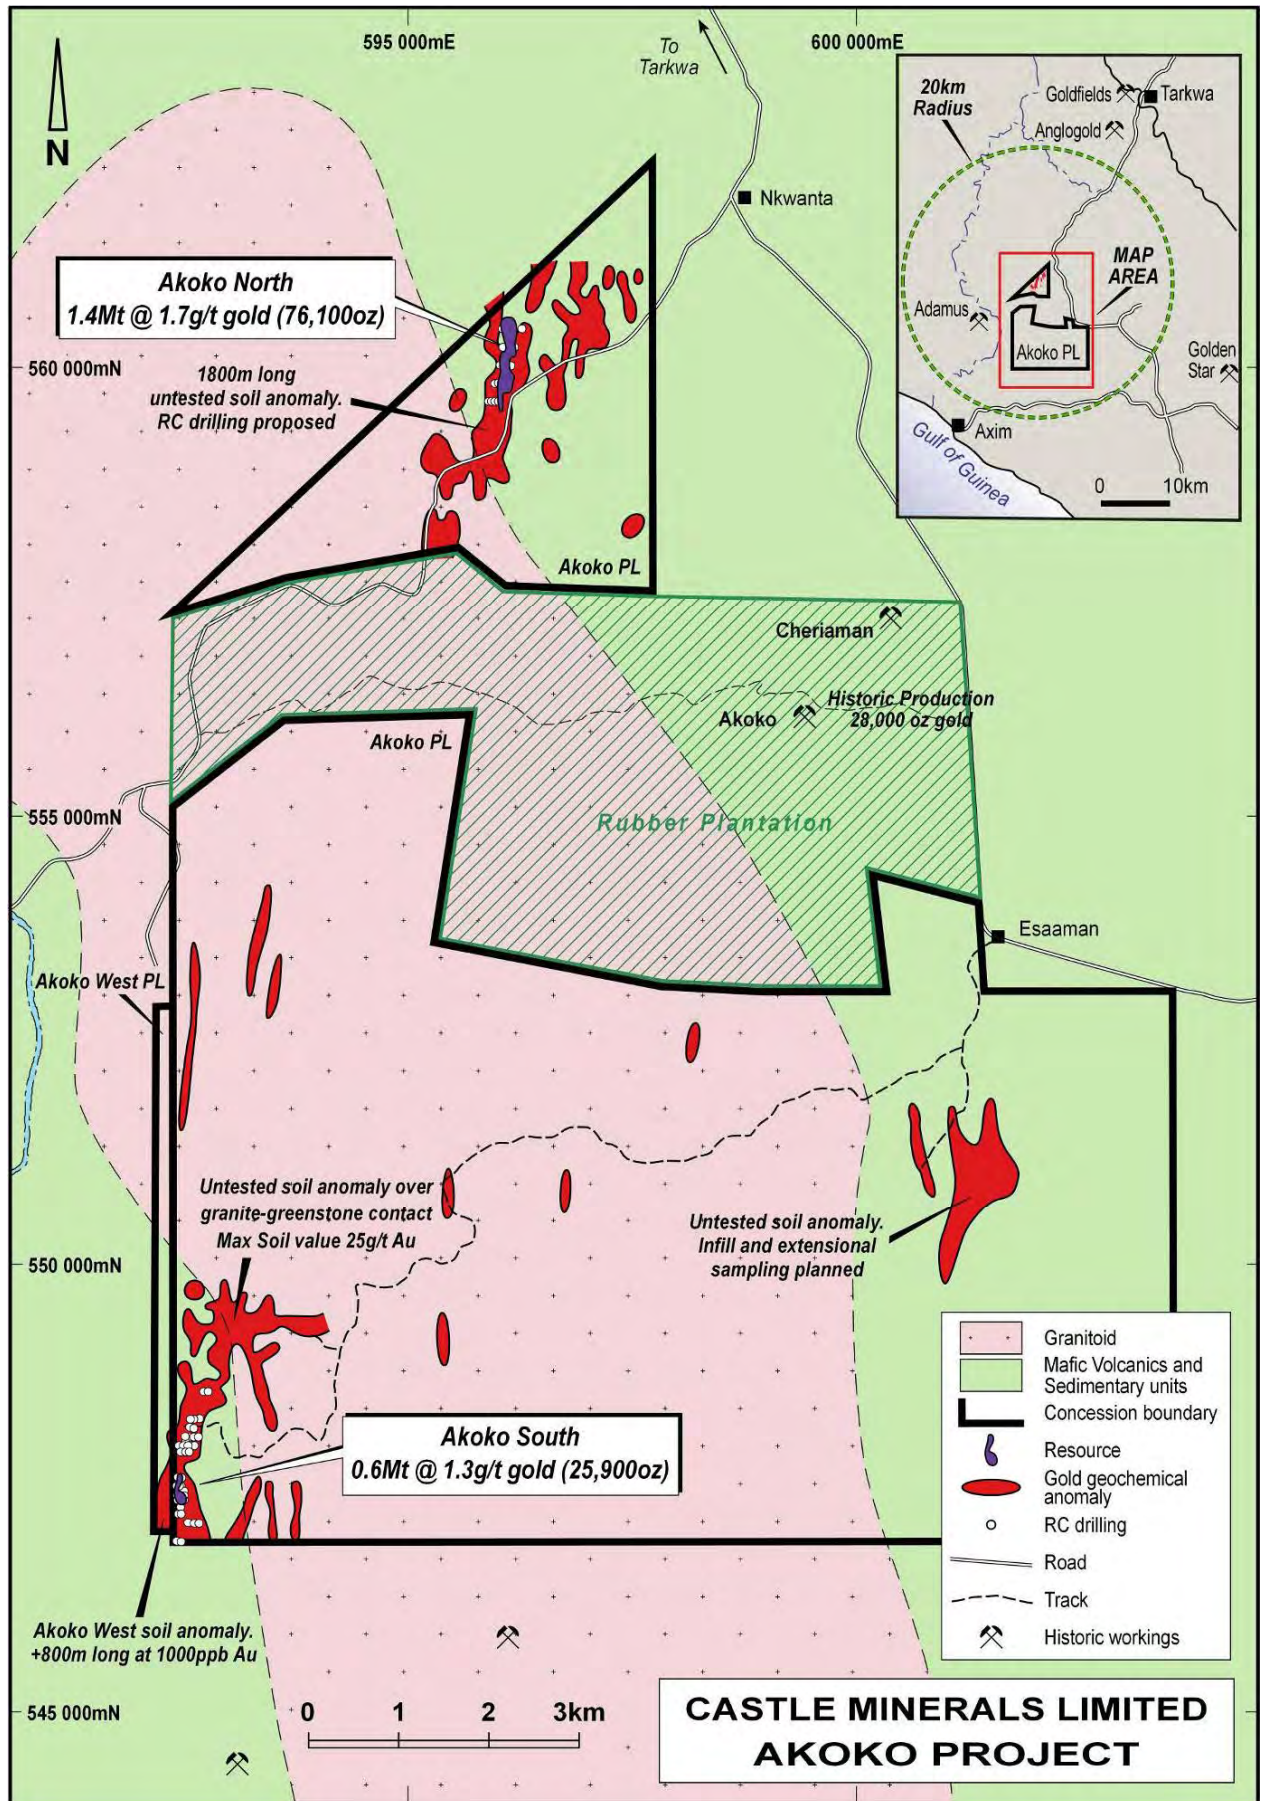 595 000mE
600 000mE
To
Tarkwa
N
20km
Radius
Goldfields
Tarkwa
Anglogold
MAP
AREA
Adamus
Akoko PL
Golden
Star
Axim
Gulf of Guinea
0 10km
Nkwanta
Akoko North
1.4Mt @ 1.7g/t gold (76,100oz)
560 000mN
1800m long
untested soil anomaly.
RC drilling proposed
Akoko PL
Cheriaman
Historic Production
28,000 oz gold
Akoko
Akoko PL
555 000mN
Rubber Plantation
Esaaman
Akoko West PL
Untested soil anomaly over
granite-greenstone contact
Max Soil value 25g/t Au
Untested soil anomaly.
Infill and extensional
sampling planned
550 000mN
Akoko South
0.6Mt @ 1.3g/t gold (25,900oz)
Granitoid
Mafic Volcanics and
Sedimentary units
Concession boundary
Resource
Gold geochemical
anomaly
RC drilling
Road
Track
Historic workings
Akoko West soil anomaly.
+800m long at 1000ppb Au
545 000mN
0 1 2 3km
CASTLE MINERALS LIMITED
AKOKO PROJECT